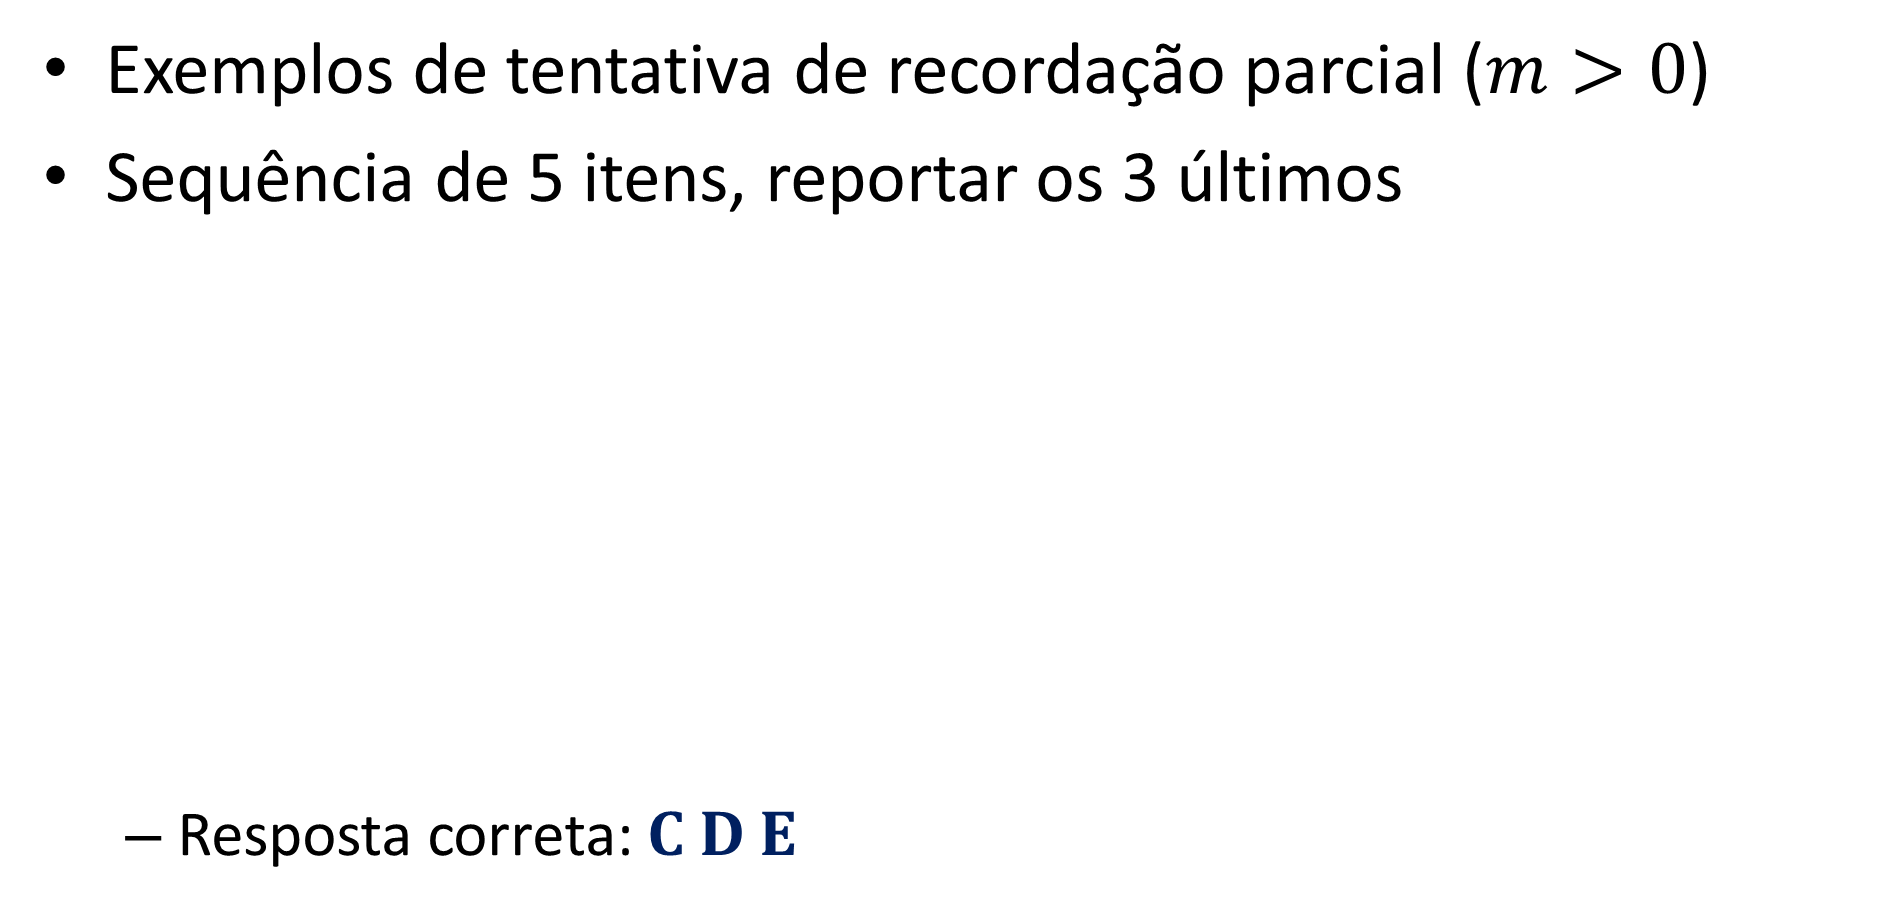 • Exemplos de tentativa de recordação parcial (m > 0)
• Sequência de 5 itens, reportar os 3 últimos
– Resposta correta: C D E